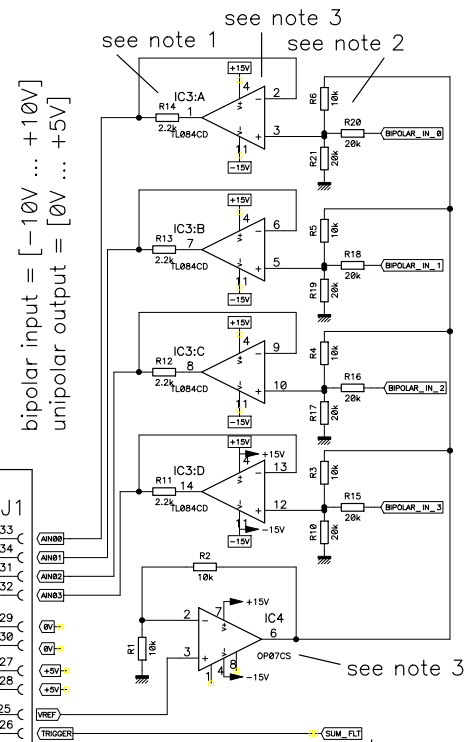 see note 3
see note 1
see note 2
bipolar input = [-10V ... +10V]
unipolar output = [0V ... +5V]
+15V
4
IC3:A
R14
1
2.2k
TL084CD
2
3
11
-15V
R6
10k
R20
20k
BIPOLAR_IN_0
R21
20k
+15V
4
IC3:B
R13
7
2.2k
TL084CD
6
5
11
-15V
R5
10k
R18
20k
BIPOLAR_IN_1
R19
20k
+15V
4
IC3:C
R12
8
2.2k
TL084CD
9
10
11
-15V
R4
10k
R16
20k
BIPOLAR_IN_2
R17
20k
+15V
+15V
4
IC3:D
R11
14
2.2k
TL084CD
13
12
11
-15V
-15V
R3
10k
R15
20k
BIPOLAR_IN_3
R10
20k
J1
33
AIN00
34
AIN01
31
AIN02
32
AIN03
29
0V
30
0V
27
+5V
28
+5V
25
VREF
26
TRIGGER
R2
10k
R1
10k
2
3
7
+15V
IC4
6
OP07CS
1
4
8
-15V
see note 3
SUM_FLT